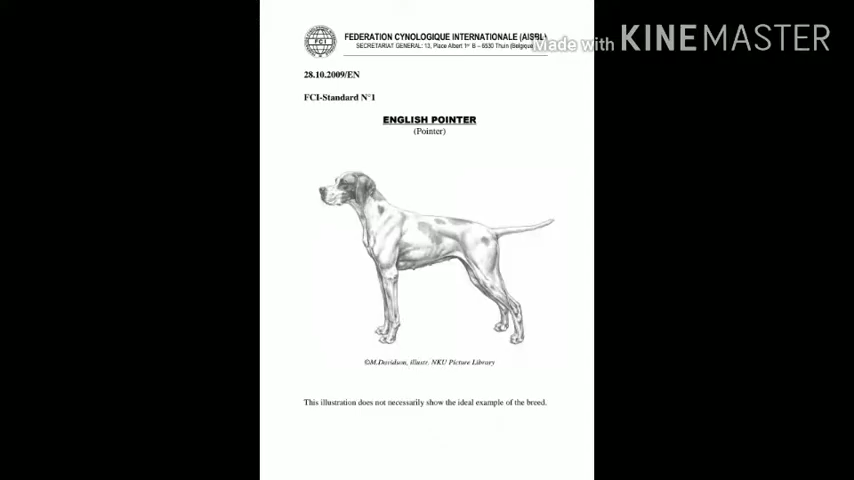 FCI
FEDERATION CYNOLOGIQUE INTERNATIONALE (AISBL)
SECRETARIAT GENERAL: 13, Place Albert 1er B – 6530 Thuin (Belgique)
Made with KINEMASTER
28.10.2009/EN
FCI-Standard N°1
ENGLISH POINTER
(Pointer)
©M.Davidson, illustr. NKU Picture Library
This illustration does not necessarily show the ideal example of the breed.